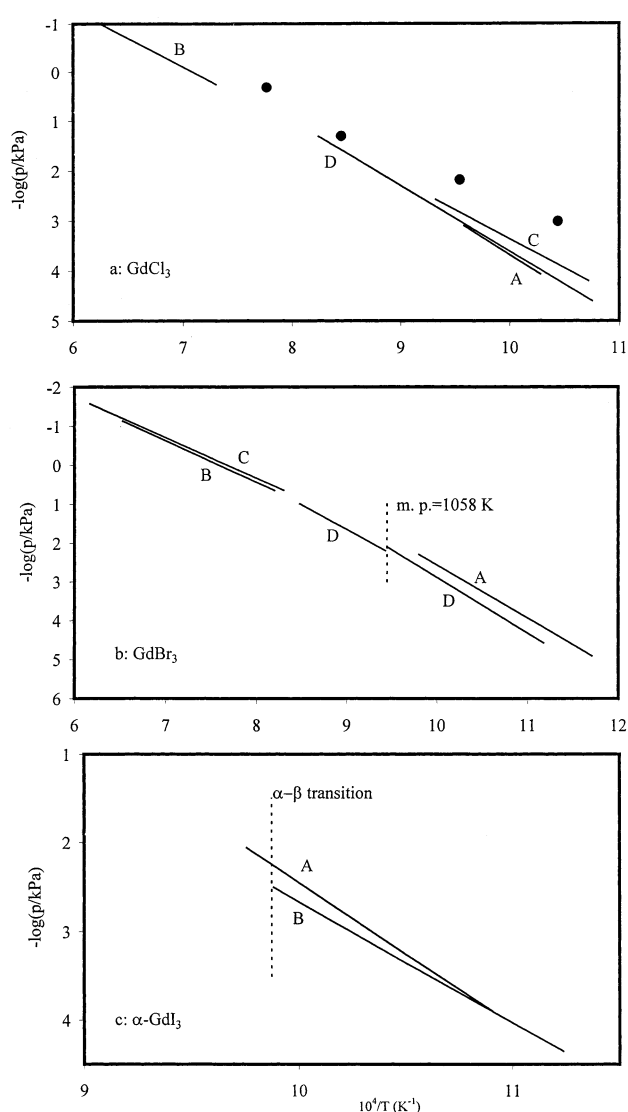 -1
0
1
2
3
4
5
-log(p/kPa)
B
D
C
A
a: GdCl₃
6 7 8 9 10 11
-2
-1
0
1
2
3
4
5
6
-log(p/kPa)
C
B
m. p.=1058 K
D
A
D
b: GdBr₃
6 7 8 9 10 11 12
1
2
3
4
-log(p/kPa)
α−β transition
A
B
c: α-GdI₃
9 10 11
10⁴/T (K⁻¹)